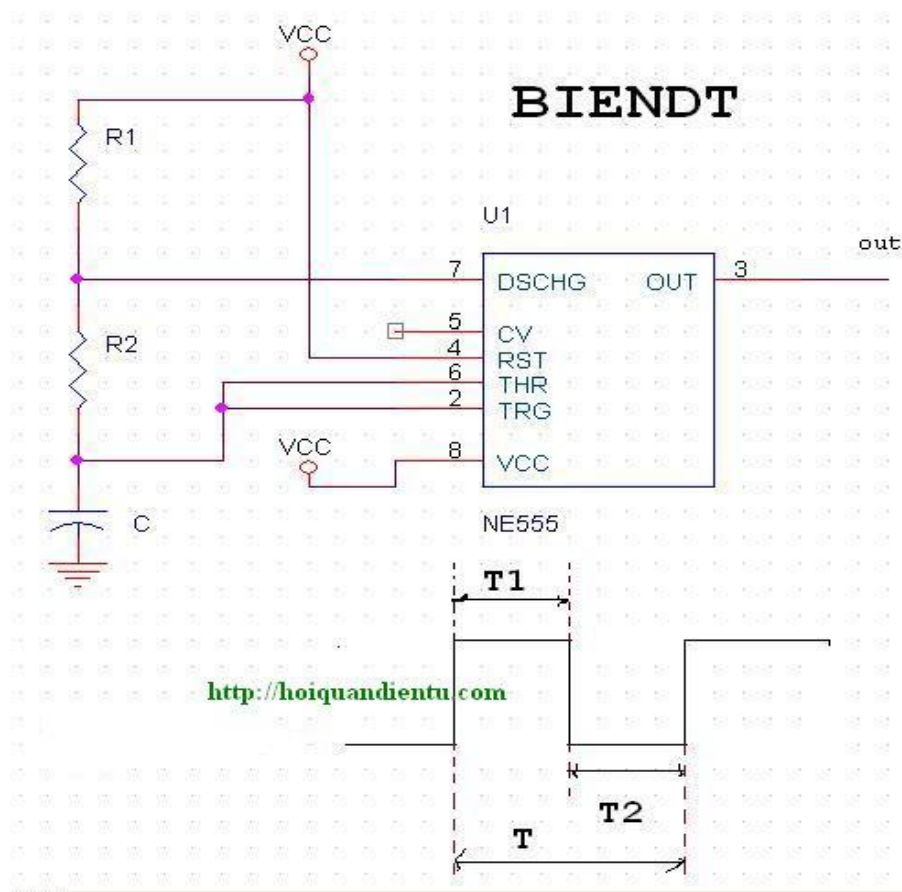 VCC
BIENDT
R1
U1
out
7 DSCHG OUT 3
5 CV
R2
4 RST
6 THR
2 TRG
VCC
8 VCC
C
NE555
T1
http://hoiquandientu.com
T2
T